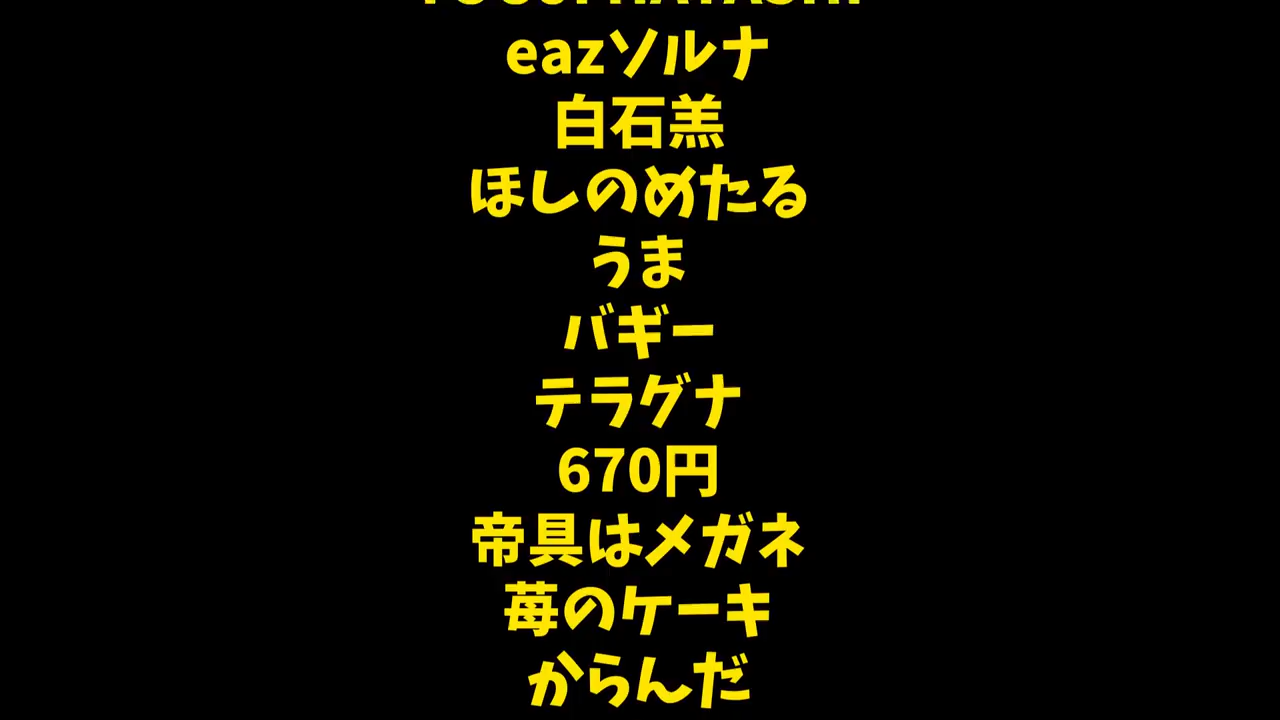 eazソルナ
白石羔
ほしのめたる
うま
バギー
テラグナ
670円
帝具はメガネ
苺のケーキ
からんだ